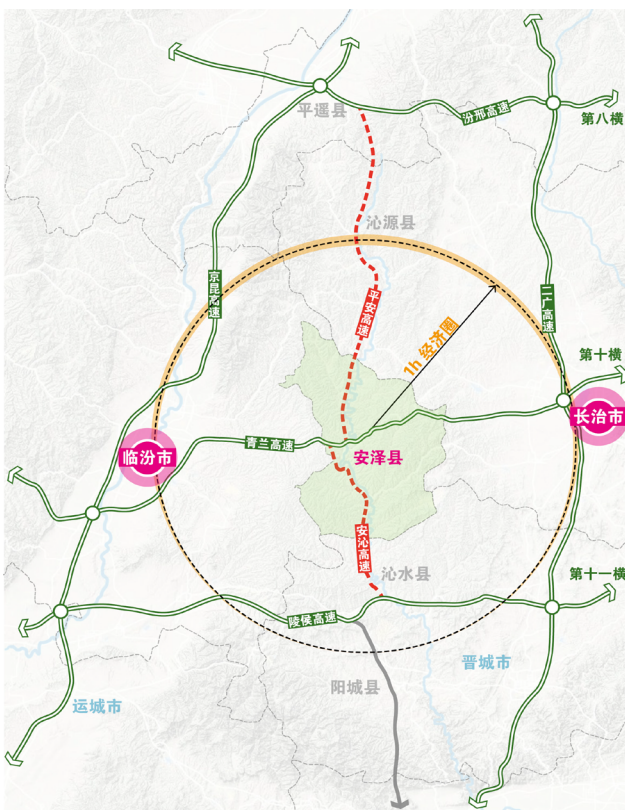 平遥县
汾邢高速
第八横
沁源县
京昆高速
平安高速
二广高速
1h 经济圈
第十横
长治市
青兰高速
安泽县
临汾市
安沁高速
沁水县
第十一横
陵侯高速
晋城市
阳城县
运城市